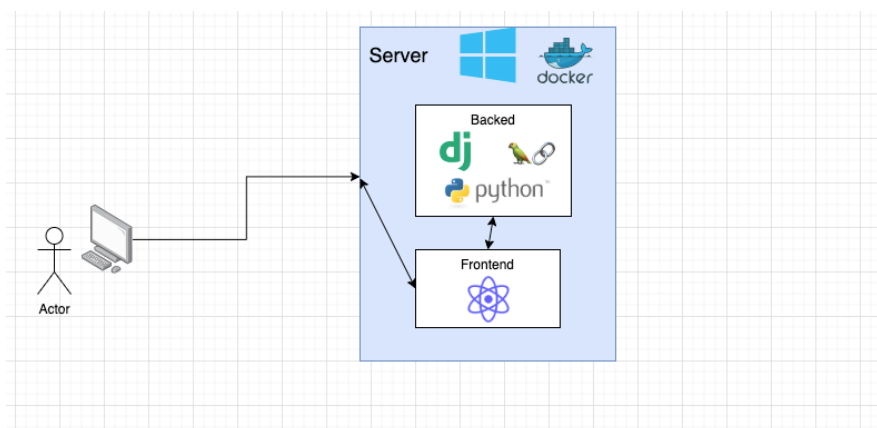 Server
docker
Backed
dj
python™
Frontend
Actor